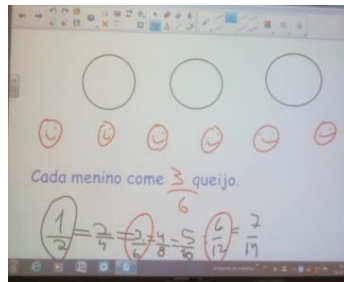 Cada menino come 3/6 queijo.
1/2 = 2/4 = 3/6 = 4/8 = 5/10 = 6/12 = 7/14